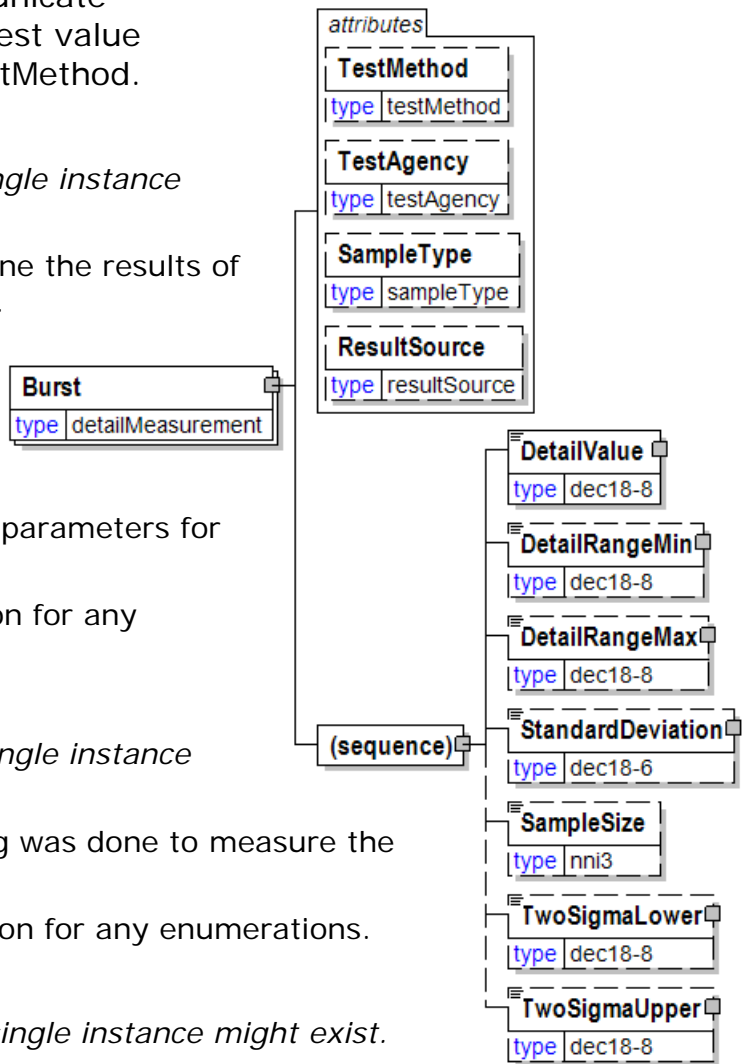 unicate
est value
tMethod.
ngle instance
ne the results of
parameters for
on for any
ngle instance
g was done to measure the
on for any enumerations.
single instance might exist.
attributes
TestMethod
type testMethod
TestAgency
type testAgency
SampleType
type sampleType
ResultSource
type resultSource
Burst
type detailMeasurement
(sequence)
DetailValue
type dec18-8
DetailRangeMin
type dec18-8
DetailRangeMax
type dec18-8
StandardDeviation
type dec18-6
SampleSize
type nni3
TwoSigmaLower
type dec18-8
TwoSigmaUpper
type dec18-8